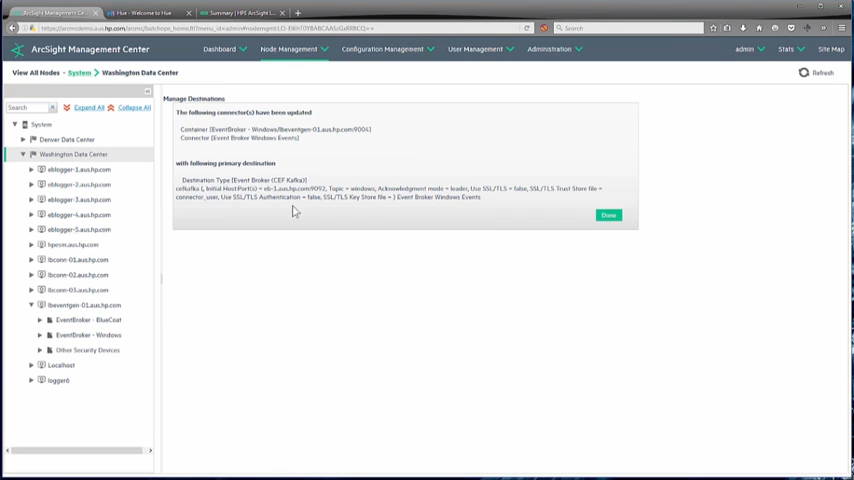 ArcSight Management Ce...
Hue - Welcome to Hue
Summary | HPE ArcSight L...
Search
ArcSight Management Center
Dashboard
Node Management
Configuration Management
User Management
Administration
admin
Stats
Site Map
View All Nodes
System
Washington Data Center
Refresh
Search
Expand All
Collapse All
System
Denver Data Center
Washington Data Center
eblogger-1.aus.hp.com
eblogger-2.aus.hp.com
eblogger-3.aus.hp.com
eblogger-4.aus.hp.com
eblogger-5.aus.hp.com
hpesm.aus.hp.com
lbconn-01.aus.hp.com
lbconn-02.aus.hp.com
lbconn-03.aus.hp.com
lbeventgen-01.aus.hp.com
EventBroker - BlueCoat
EventBroker - Windows
Other Security Devices
Localhost
logger6
Manage Destinations
The following connector(s) have been updated
Container [EventBroker - Windows/lbeventgen-01.aus.hp.com:9004]
Connector [Event Broker Windows Events]
with following primary destination
Destination Type [Event Broker (CEF Kafka)]
cefkafka (, Initial Host:Port(s) = eb-1.aus.hp.com:9092, Topic = windows, Acknowledgment mode = leader, Use SSL/TLS = false, SSL/TLS Trust Store file =
connector_user, Use SSL/TLS Authentication = false, SSL/TLS Key Store file = ) Event Broker Windows Events
Done